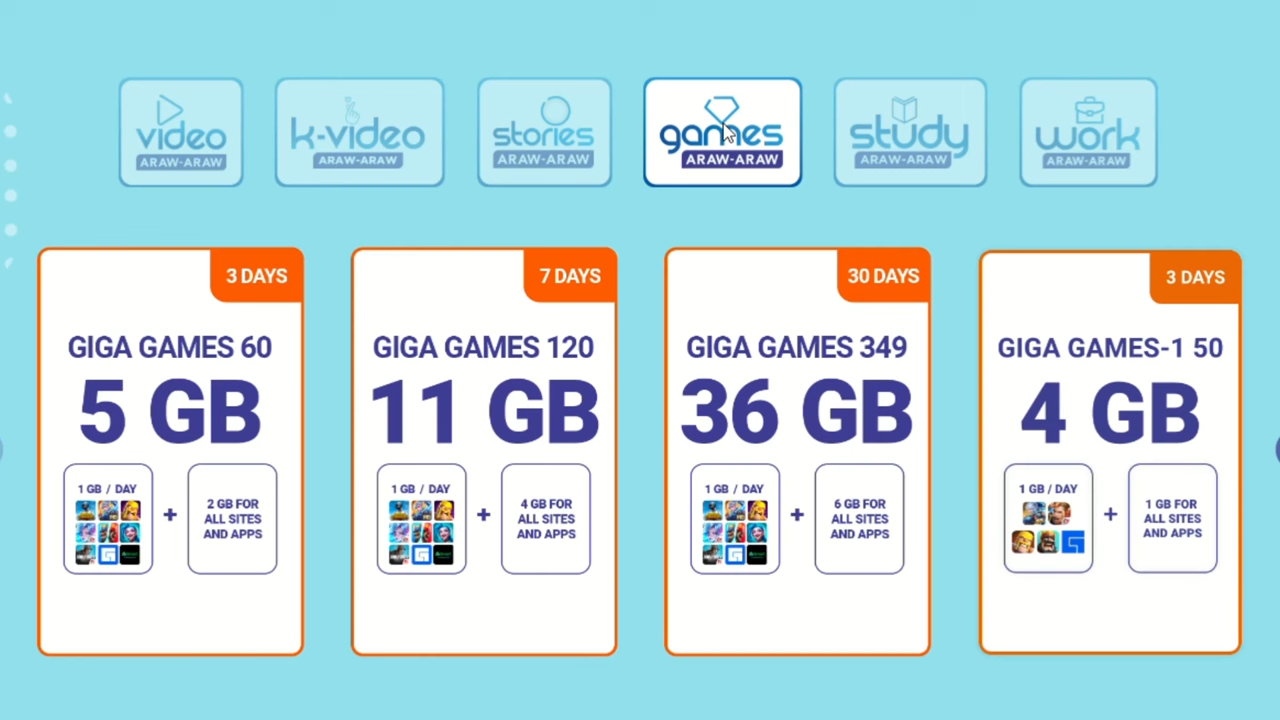 video
ARAW-ARAW
k-video
ARAW-ARAW
stories
ARAW-ARAW
games
ARAW-ARAW
study
ARAW-ARAW
work
ARAW-ARAW
3 DAYS
GIGA GAMES 60
5 GB
1 GB / DAY
+
2 GB FOR
ALL SITES
AND APPS
7 DAYS
GIGA GAMES 120
11 GB
1 GB / DAY
+
4 GB FOR
ALL SITES
AND APPS
30 DAYS
GIGA GAMES 349
36 GB
1 GB / DAY
+
6 GB FOR
ALL SITES
AND APPS
3 DAYS
GIGA GAMES-1 50
4 GB
1 GB / DAY
+
1 GB FOR
ALL SITES
AND APPS